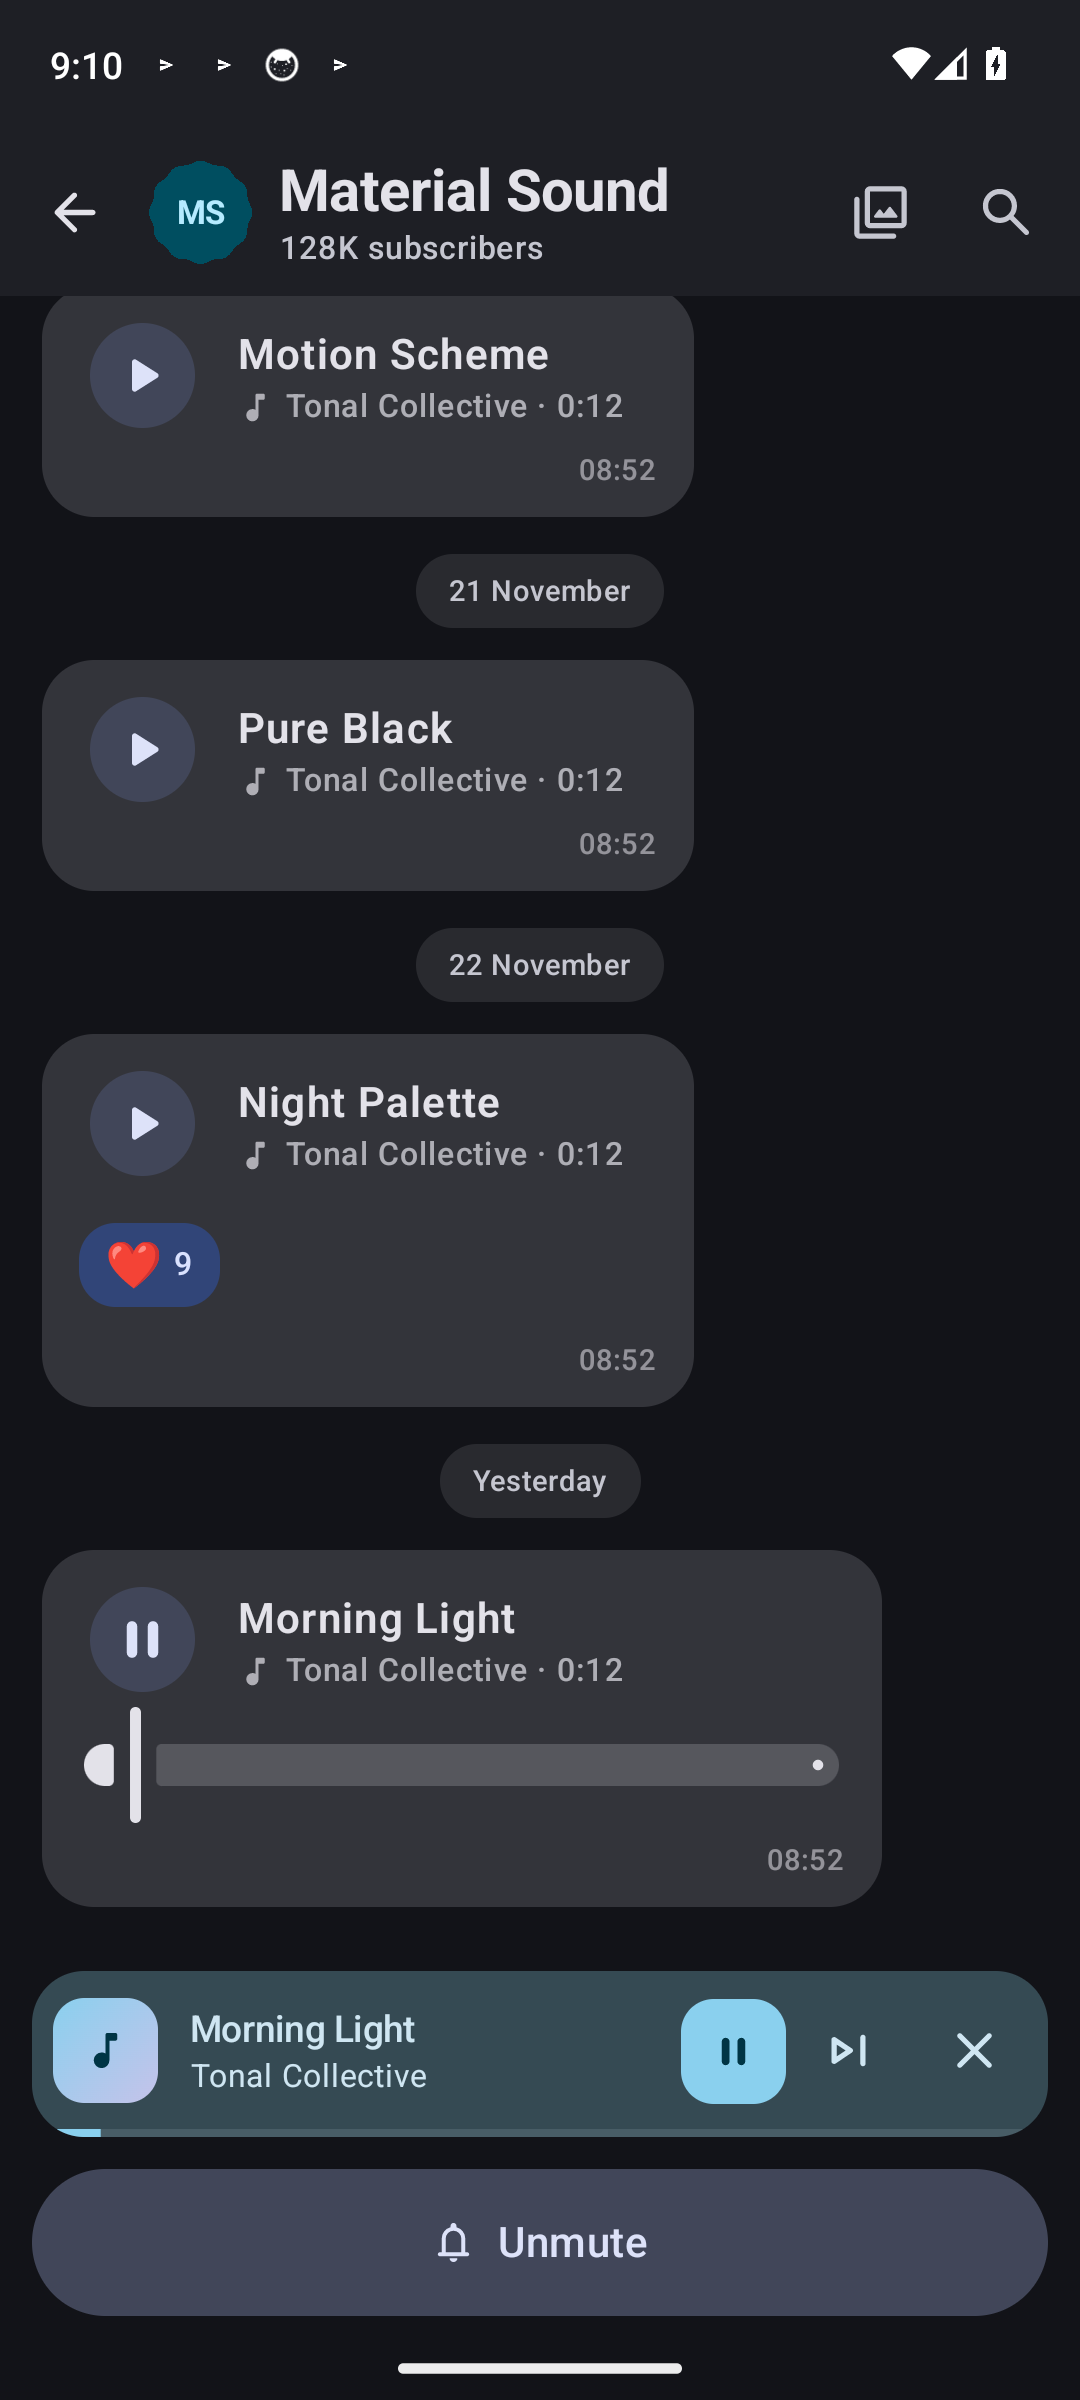 9:10
MS
Material Sound
128K subscribers
Motion Scheme
Tonal Collective · 0:12
08:52
21 November
Pure Black
Tonal Collective · 0:12
08:52
22 November
Night Palette
Tonal Collective · 0:12
❤️ 9
08:52
Yesterday
Morning Light
Tonal Collective · 0:12
08:52
Morning Light
Tonal Collective
Unmute